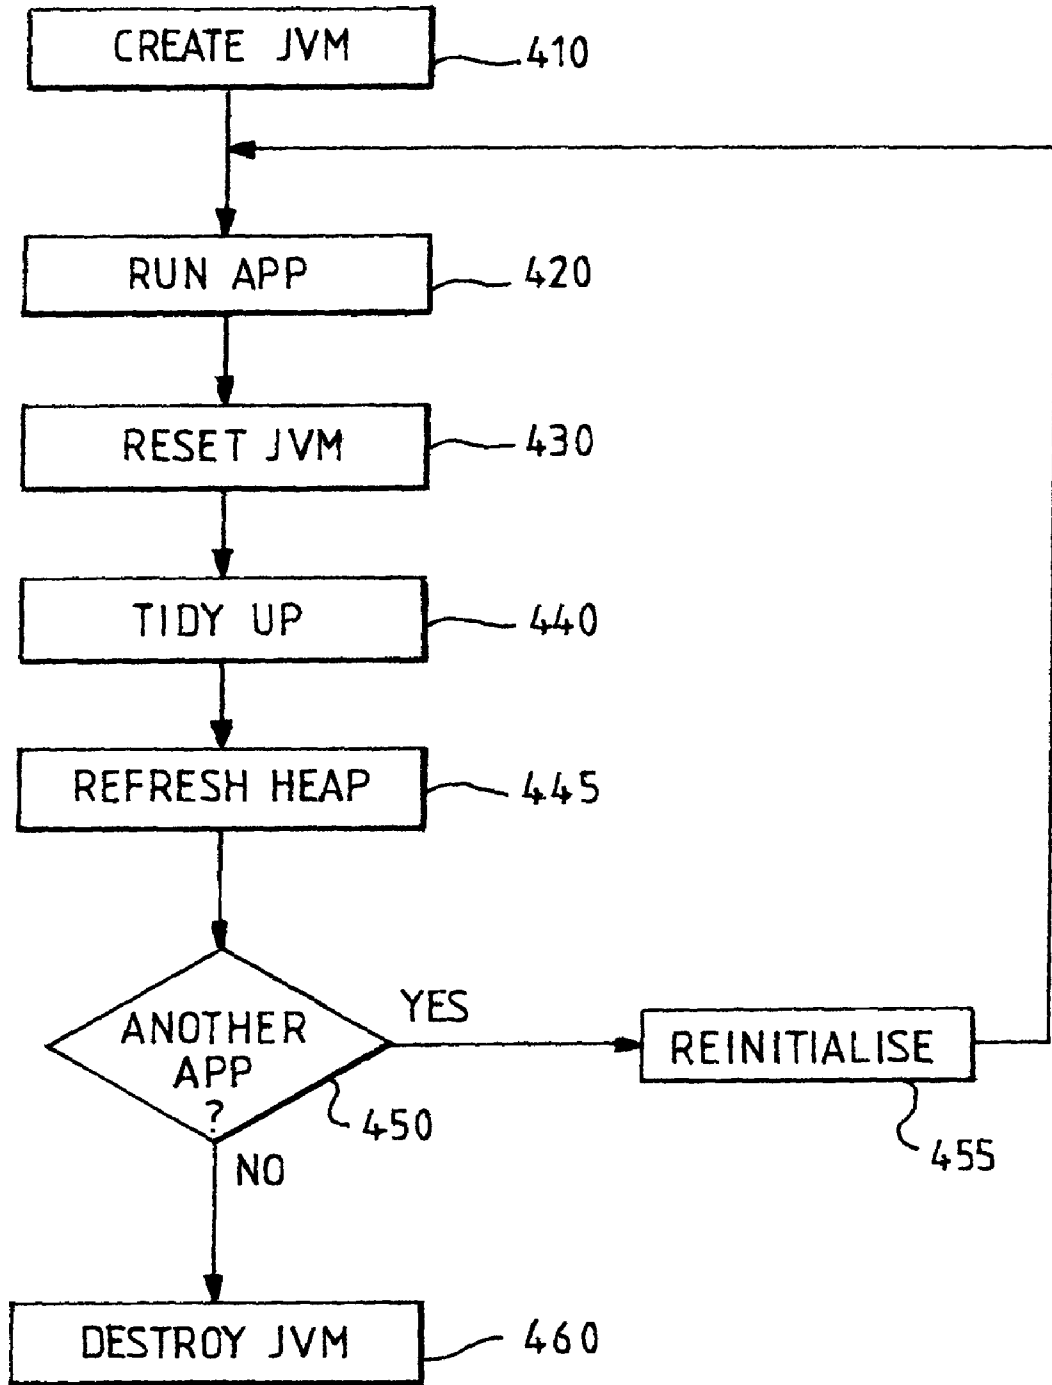 CREATE JVM
410
RUN APP
420
RESET JVM
430
TIDY UP
440
REFRESH HEAP
445
ANOTHER
APP
?
YES
450
NO
REINITIALISE
455
DESTROY JVM
460